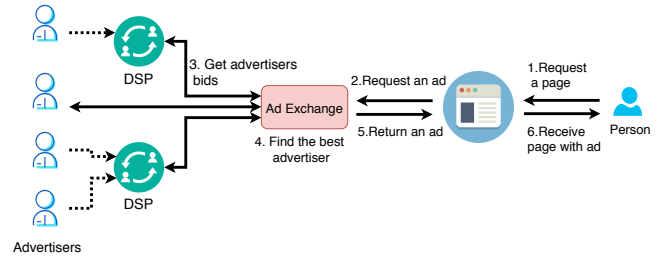 DSP
3. Get advertisers
bids
2.Request an ad
1.Request
a page
Ad Exchange
4. Find the best
advertiser
5.Return an ad
6.Receive
page with ad
Person
DSP
Advertisers